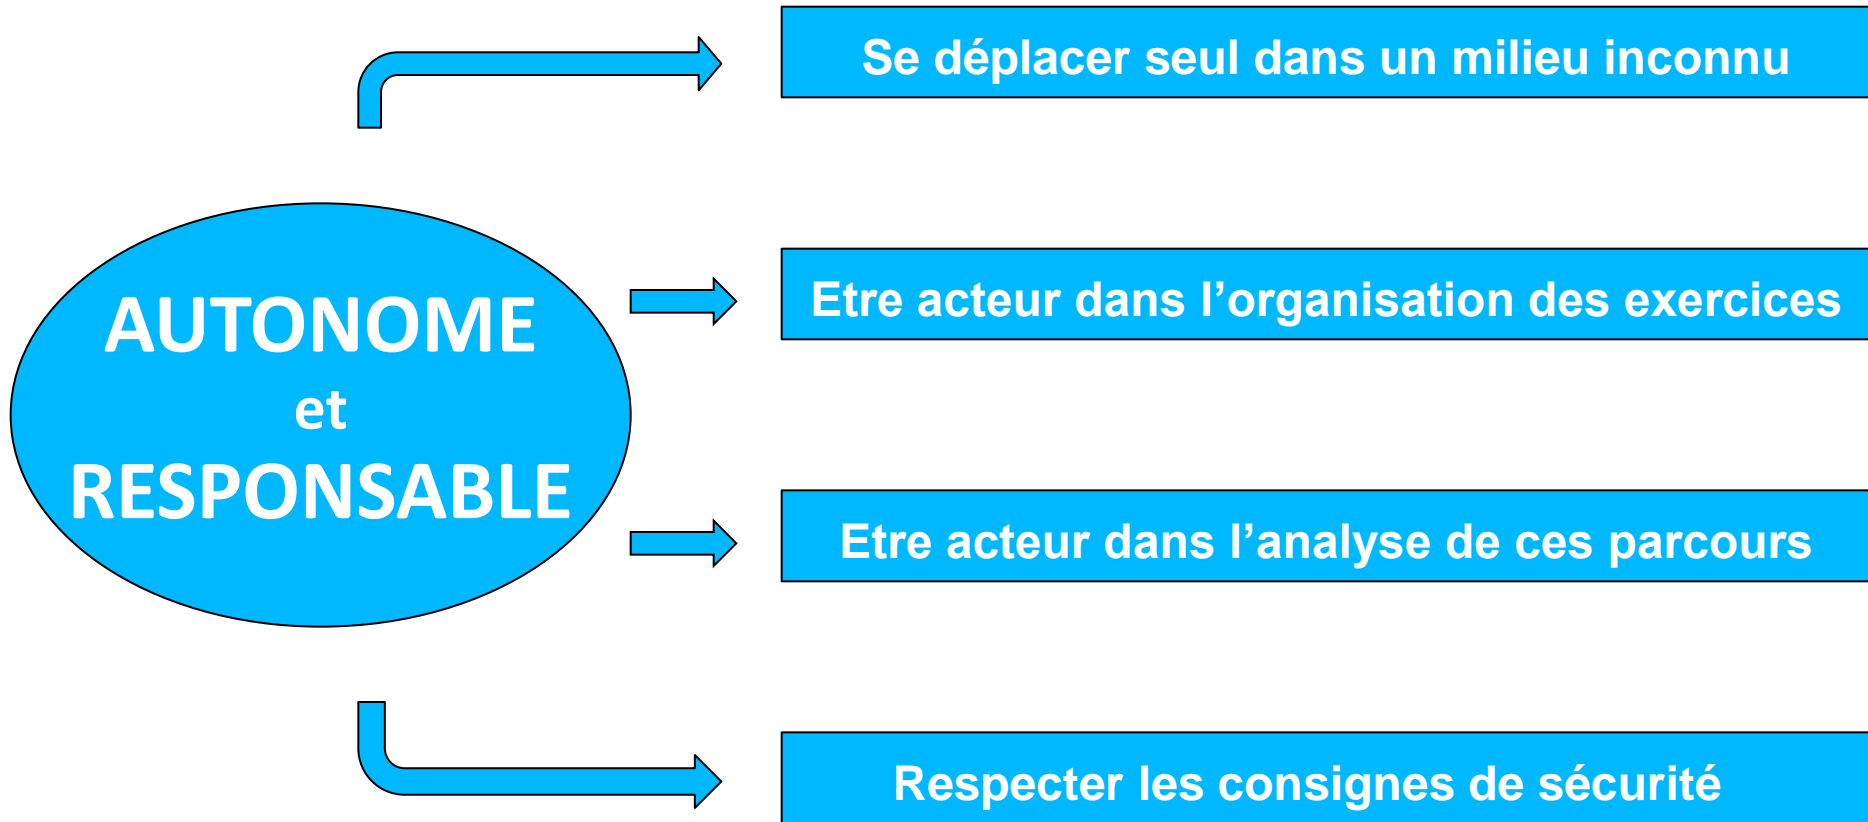 Se déplacer seul dans un milieu inconnu
Etre acteur dans l’organisation des exercices
AUTONOME
et
RESPONSABLE
Etre acteur dans l’analyse de ces parcours
Respecter les consignes de sécurité